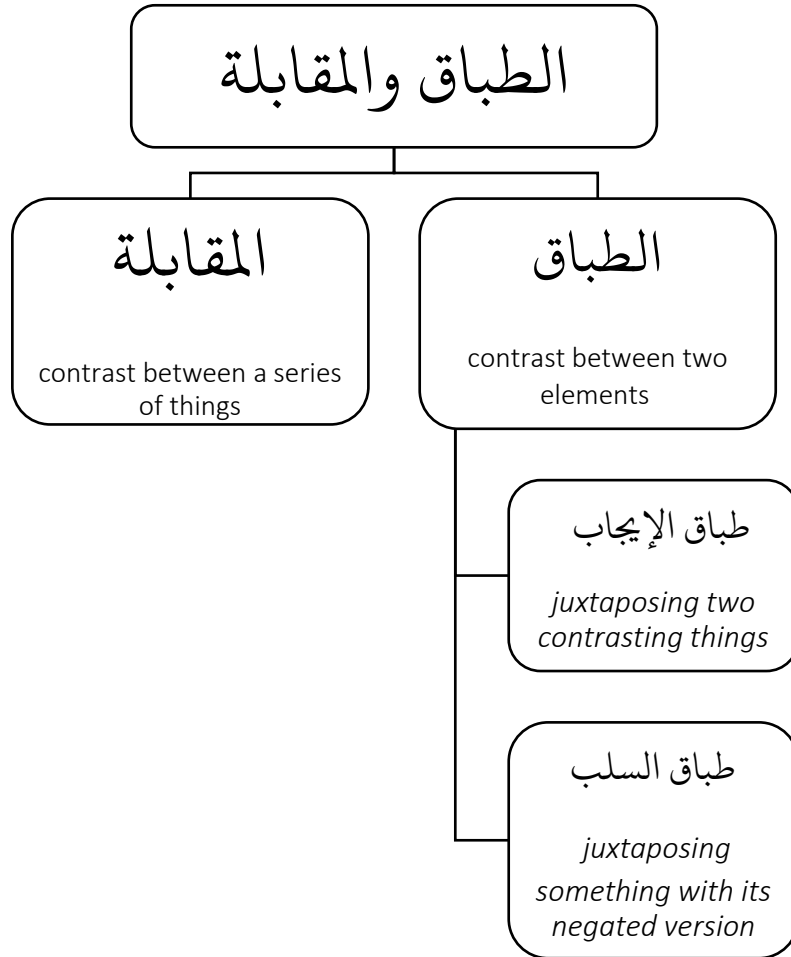 الطباق والمقابلة
الطباق
contrast between two
elements
المقابلة
contrast between a series
of things
طباق الإيجاب
juxtaposing two
contrasting things
طباق السلب
juxtaposing
something with its
negated version